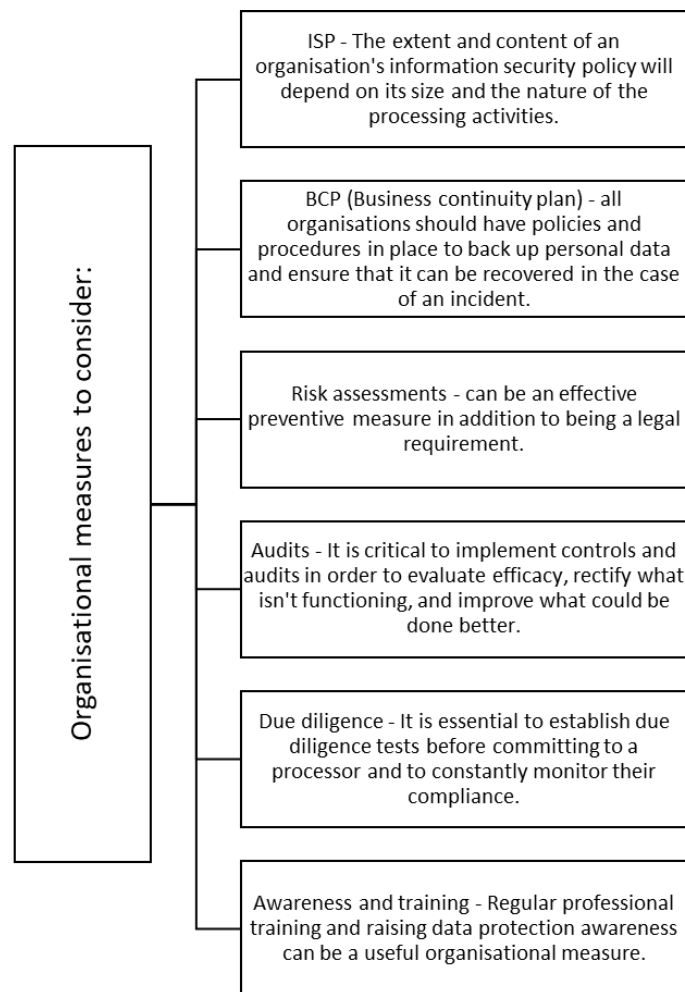 Organisational measures to consider:
ISP - The extent and content of an
organisation's information security policy will
depend on its size and the nature of the
processing activities.
BCP (Business continuity plan) - all
organisations should have policies and
procedures in place to back up personal data
and ensure that it can be recovered in the case
of an incident.
Risk assessments - can be an effective
preventive measure in addition to being a legal
requirement.
Audits - It is critical to implement controls and
audits in order to evaluate efficacy, rectify what
isn't functioning, and improve what could be
done better.
Due diligence - It is essential to establish due
diligence tests before committing to a
processor and to constantly monitor their
compliance.
Awareness and training - Regular professional
training and raising data protection awareness
can be a useful organisational measure.